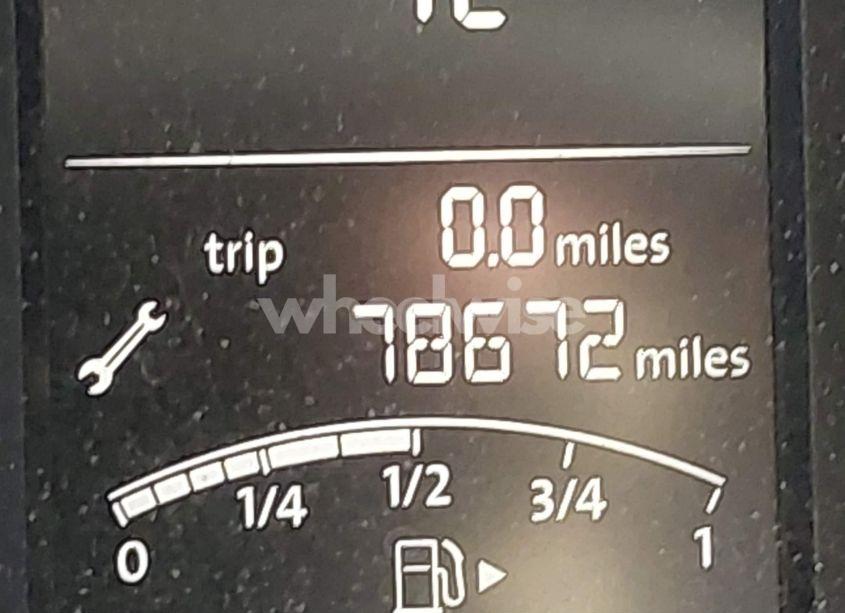 trip 0.0 miles
wheelwise
78672 miles
0 1/4 1/2 3/4 1